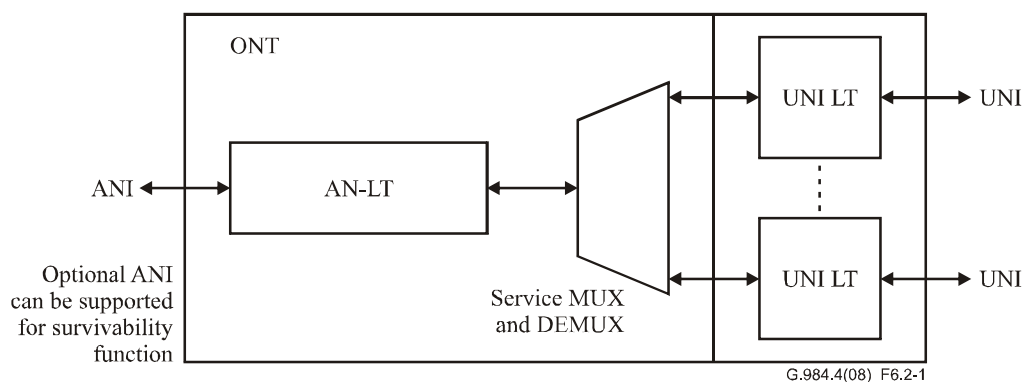 ONT
UNI LT
UNI
ANI
AN-LT
Optional ANI
can be supported
for survivability
function
Service MUX
and DEMUX
UNI LT
UNI
G.984.4(08) F6.2-1